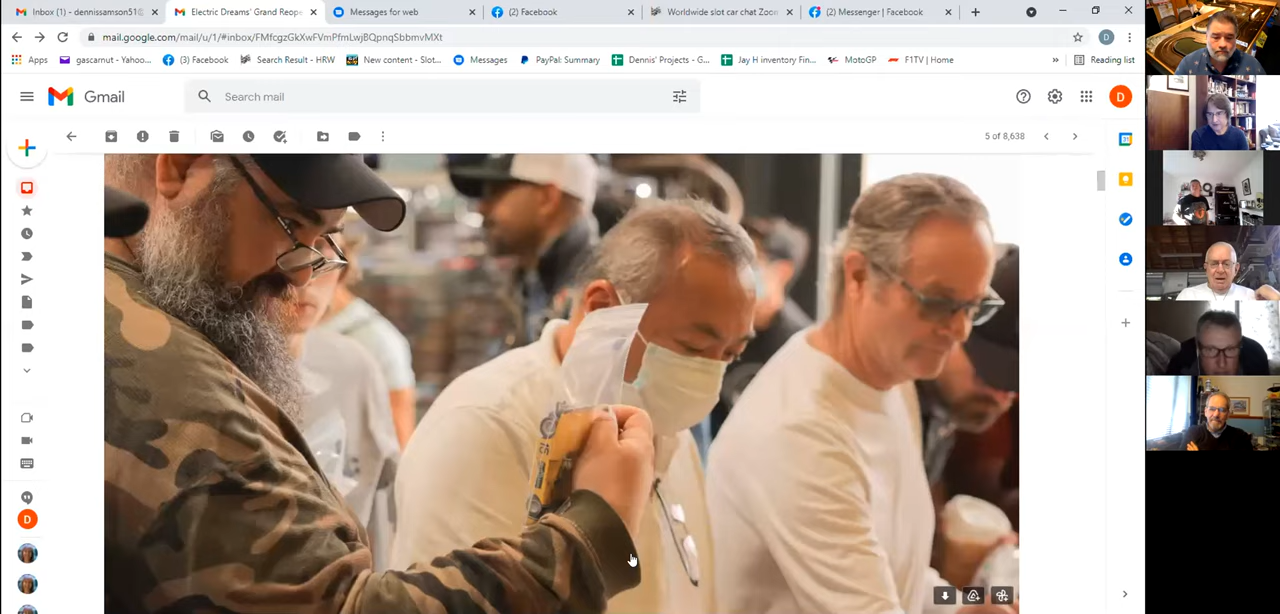 Inbox (1) - dennissamson51@
Electric Dreams' Grand Reope
Messages for web
(2) Facebook
Worldwide slot car chat Zoom
(2) Messenger | Facebook
mail.google.com/mail/u/1/#inbox/FMfcgzGkXwFVmPfmLwjBQpnqSbbmvMXt
D
Apps
gascarnut - Yahoo...
(3) Facebook
Search Result - HRW
New content - Slot...
Messages
PayPal: Summary
Dennis' Projects - G...
Jay H inventory Fin...
MotoGP
F1TV | Home
»
Reading list
Gmail
Search mail
D
5 of 8,638
31
D